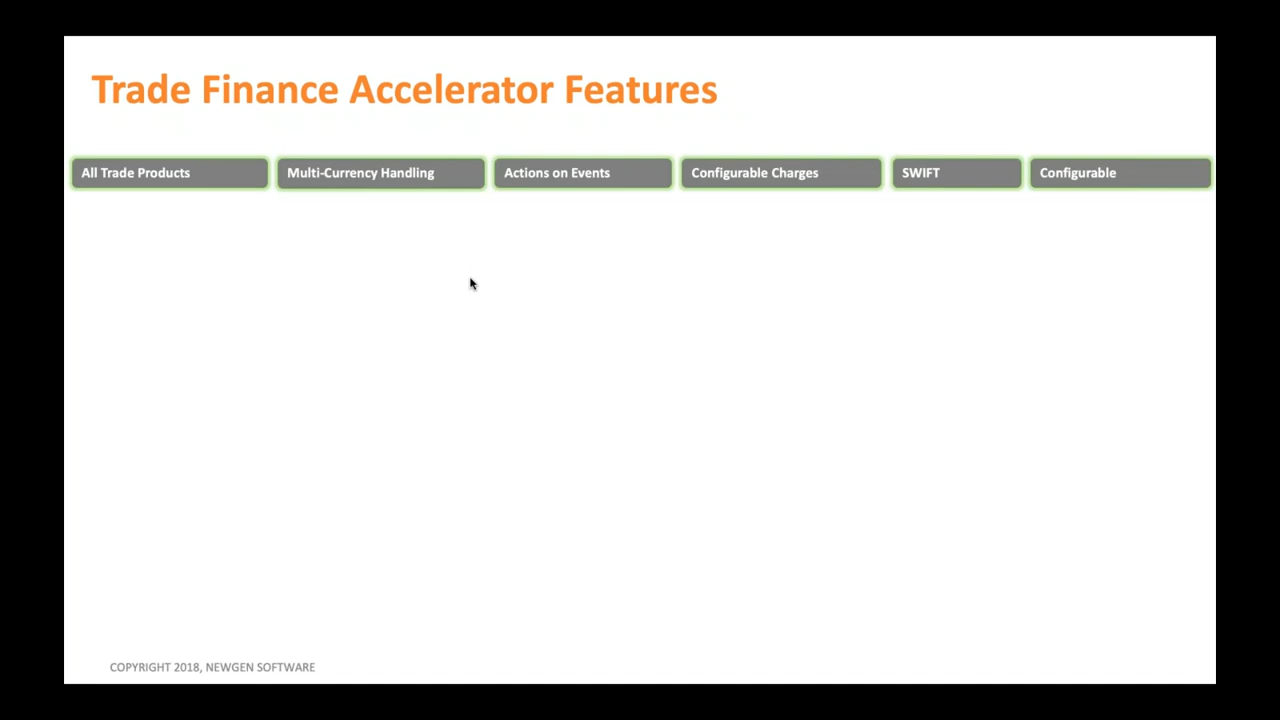 Trade Finance Accelerator Features
All Trade Products
Multi-Currency Handling
Actions on Events
Configurable Charges
SWIFT
Configurable
COPYRIGHT 2018, NEWGEN SOFTWARE